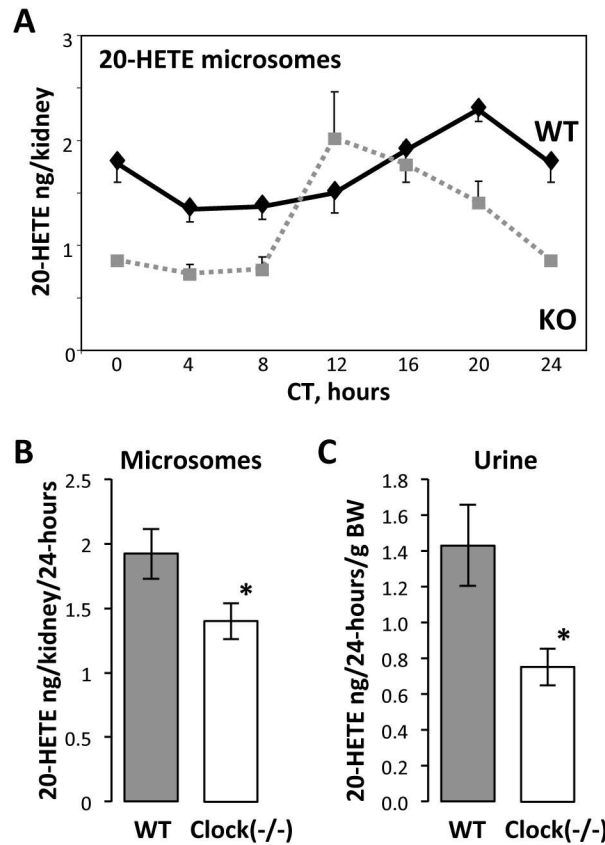 A
3
2
1
0
20-HETE ng/kidney
20-HETE microsomes
WT
KO
0 4 8 12 16 20 24
CT, hours
B
Microsomes
2.5
2
1.5
1
0.5
0
20-HETE ng/kidney/24-hours
*
WT Clock(-/-)
C
Urine
1.8
1.6
1.4
1.2
1.0
0.8
0.6
0.4
0.2
0.0
20-HETE ng/24-hours/g BW
*
WT Clock(-/-)